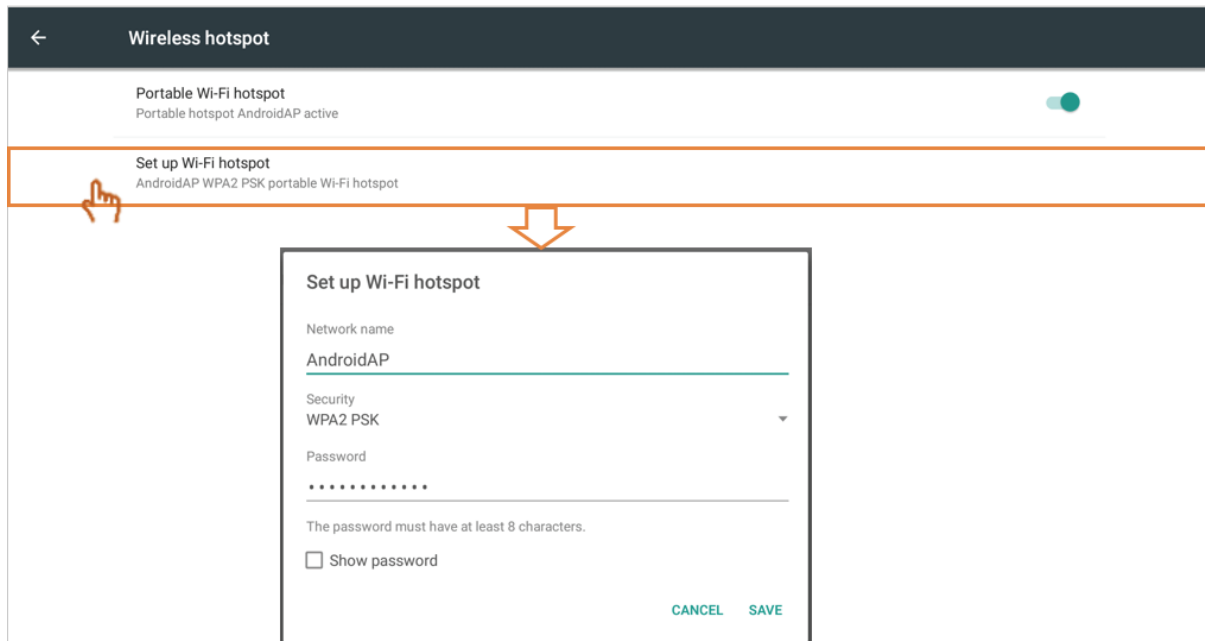 Wireless hotspot
Portable Wi-Fi hotspot
Portable hotspot AndroidAP active
Set up Wi-Fi hotspot
AndroidAP WPA2 PSK portable Wi-Fi hotspot
Set up Wi-Fi hotspot
Network name
AndroidAP
Security
WPA2 PSK
Password
••••••••••••
The password must have at least 8 characters.
Show password
CANCEL SAVE